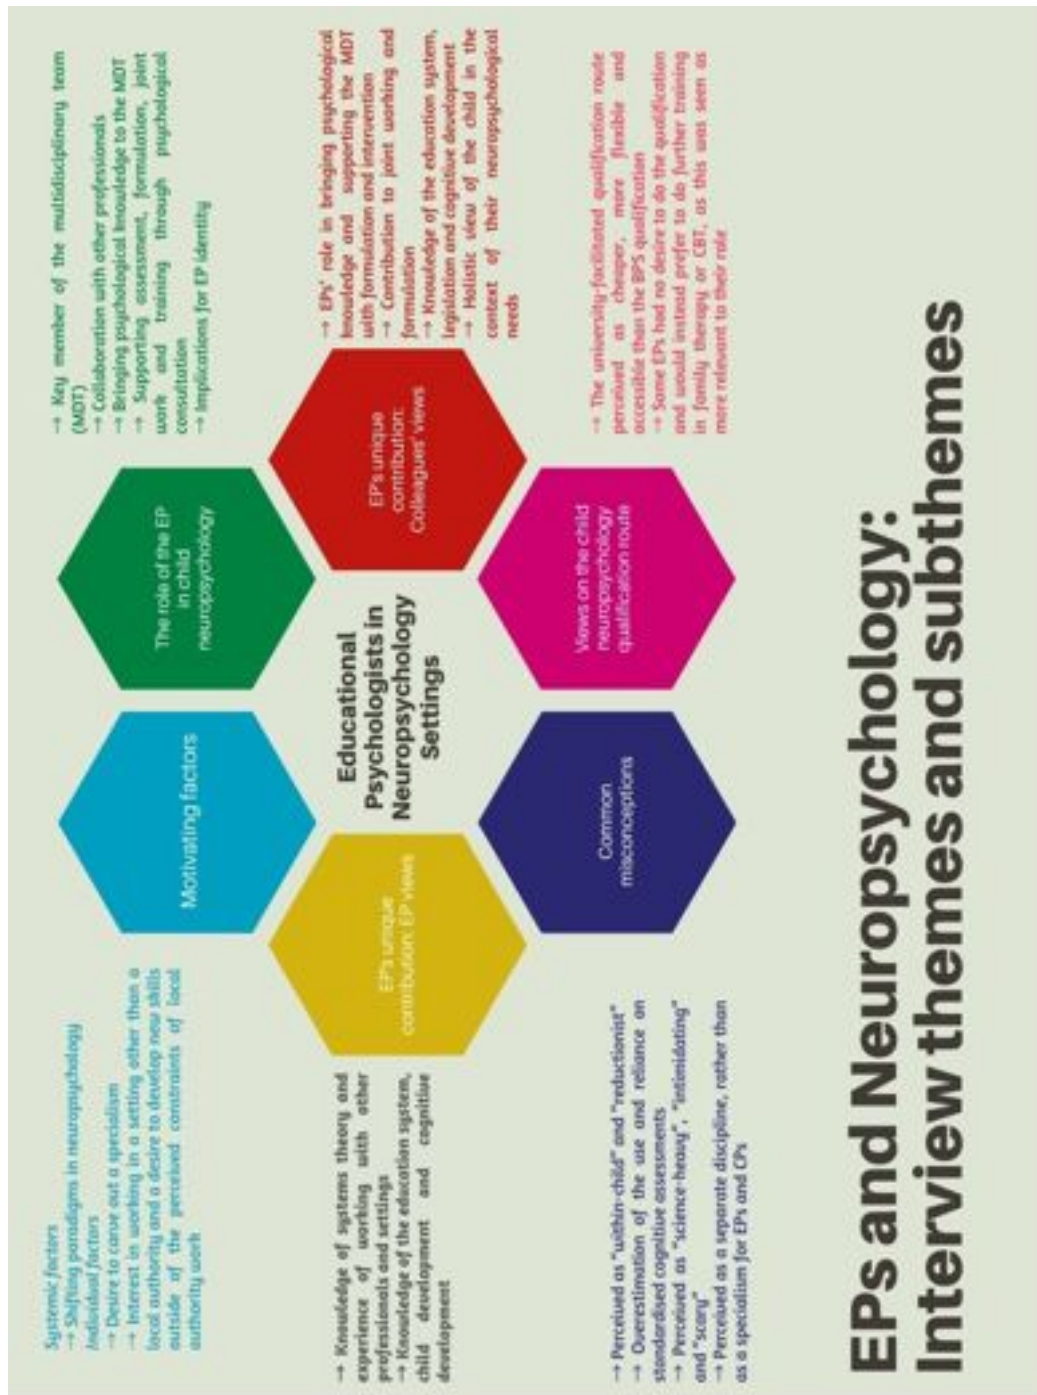 Systemic factors
→ Shifting paradigms in neuropsychology
Individual factors
→ Desire to carve out a specialism
→ Interest in working in a setting other than a
local authority and a desire to develop new skills
outside of the perceived constraints of local
authority work
Motivating factors
The role of the EP
in child
neuropsychology
→ Key member of the multidisciplinary team
(MDT)
→ Collaboration with other professionals
→ Bringing psychological knowledge to the MDT
→ Supporting assessment, formulation, joint
work and training through psychological
consultation
→ Implications for EP identity
→ Knowledge of systems theory and
experience of working with other
professionals and settings
→ Knowledge of the education system,
child development and cognitive
development
EP's unique
contribution: EP views
Educational
Psychologists in
Neuropsychology
Settings
EP's unique
contribution:
Colleagues' views
→ EPs' role in bringing psychological
knowledge and supporting the MDT
with formulation and intervention
→ Contribution to joint working and
formulation
→ Knowledge of the education system,
legislation and cognitive development
→ Holistic view of the child in the
context of their neuropsychological
needs
→ Perceived as "within-child" and "reductionist"
→ Overestimation of the use and reliance on
standardised cognitive assessments
→ Perceived as "science-heavy", "intimidating"
and "scary"
→ Perceived as a separate discipline, rather than
as a specialism for EPs and CPs
Common
misconceptions
Views on the child
neuropsychology
qualification route
→ The university-facilitated qualification route
perceived as cheaper, more flexible and
accessible than the BPS qualification
→ Some EPs had no desire to do the qualification
and would instead prefer to do further training
in family therapy or CBT, as this was seen as
more relevant to their role
EPs and Neuropsychology:
Interview themes and subthemes